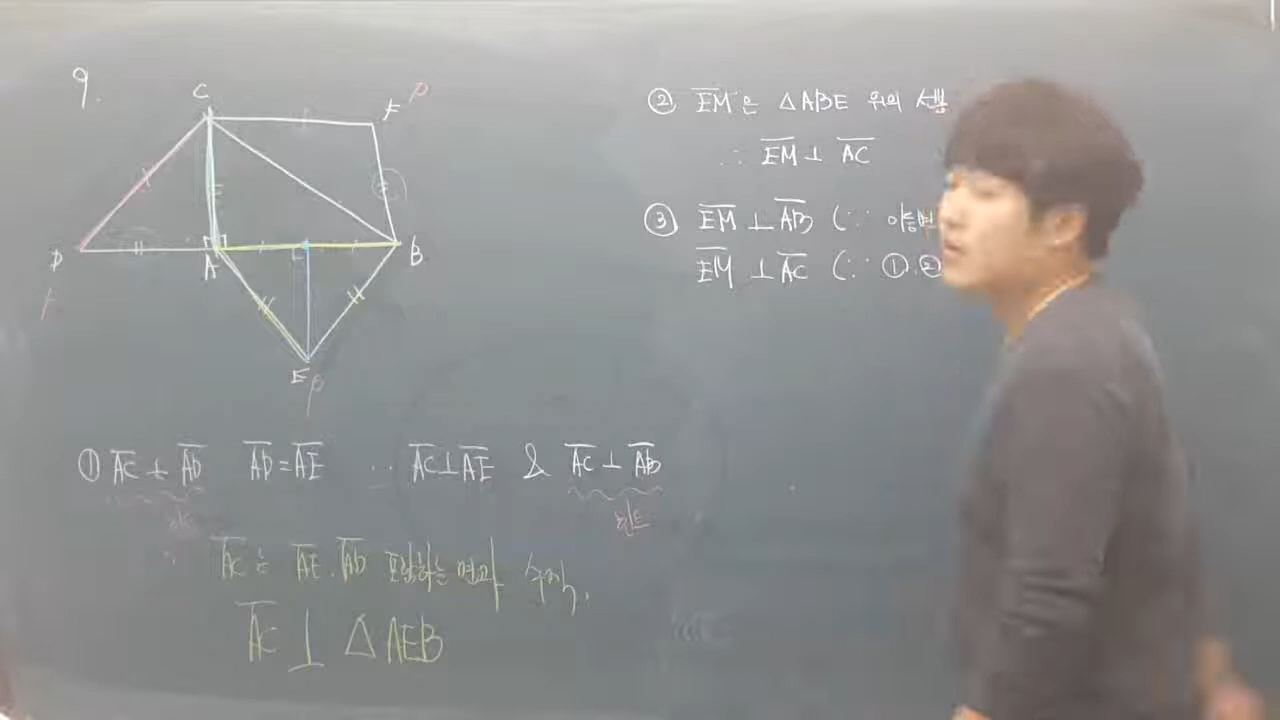 9.
C
F P
D
A
B
E P
① AC ⊥ AD AD = AE ∴ AC ⊥ AE & AC ⊥ AB
힌트
∴ AC는 AE, AB 포함하는 면과 수직.
AC ⊥ △AEB
② EM은 △ABE 위의 선분
∴ EM ⊥ AC
③ EM ⊥ AB (∵ 이등변
EM ⊥ AC (∵ ①, ②